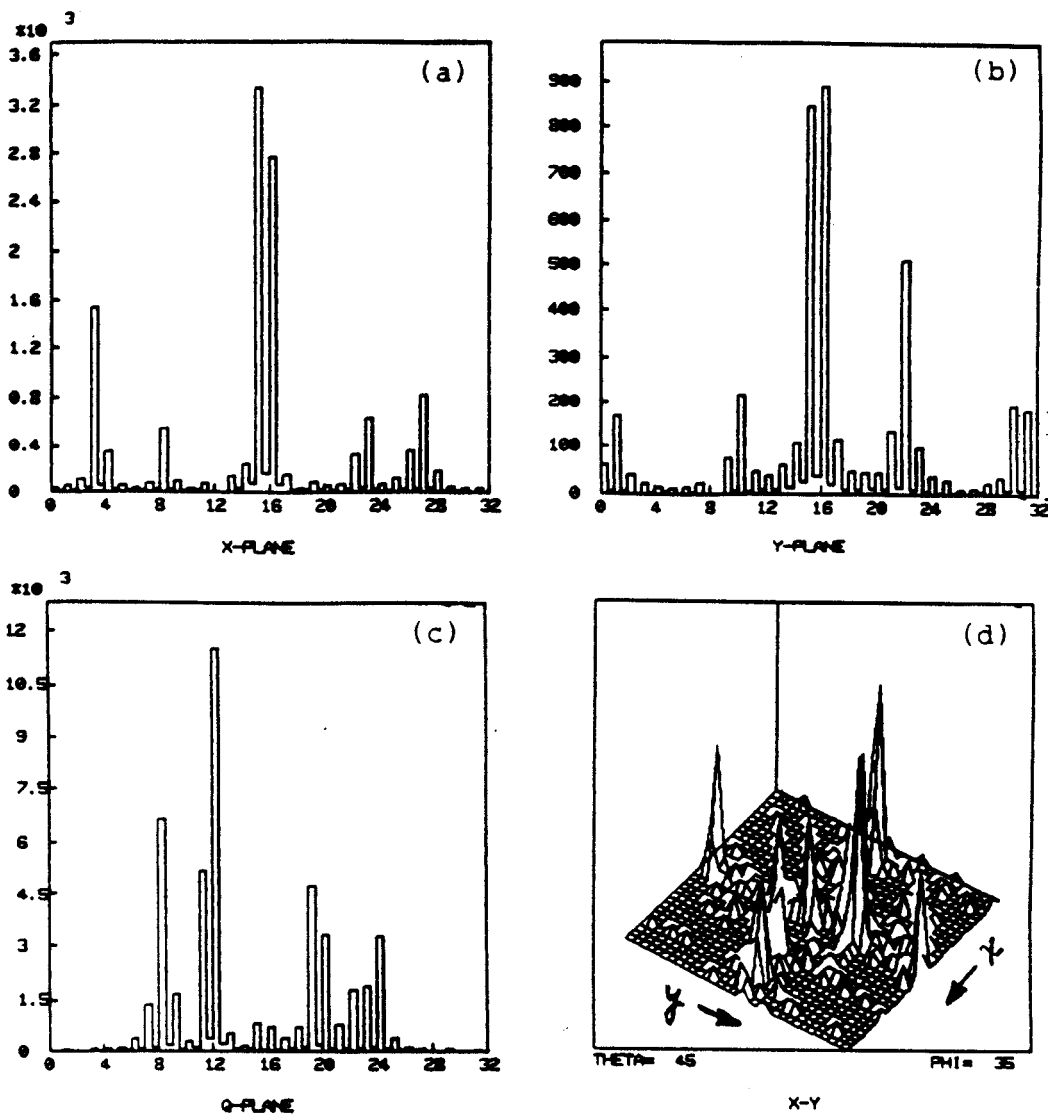 ×10 3
3.6
(a)
3.2
2.8
2.4
2
1.6
1.2
0.8
0.4
0
0 4 8 12 16 20 24 28 32
X-PLANE
(b)
900
800
700
600
500
400
300
200
100
0
0 4 8 12 16 20 24 28 32
Y-PLANE
×10 3
12
(c)
10.5
9
7.5
6
4.5
3
1.5
0
0 4 8 12 16 20 24 28 32
Q-PLANE
(d)
x
y
THETA= 45 PHI= 35
X-Y